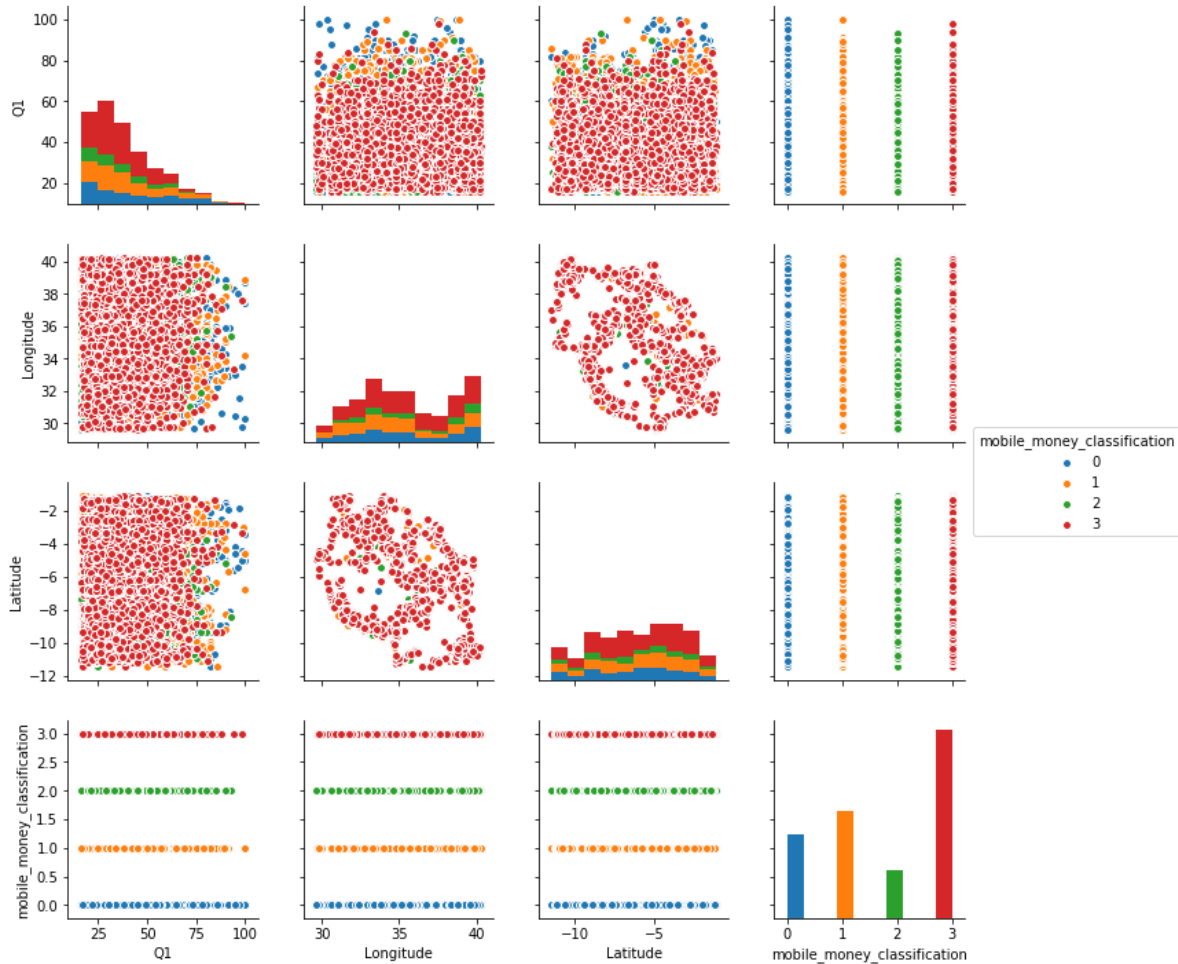 100
80
60
40
20
Q1
40
38
36
34
32
30
Longitude
−2
−4
−6
−8
−10
−12
Latitude
3.0
2.5
2.0
1.5
1.0
0.5
0.0
mobile_money_classification
25 50 75 100
Q1
30 35 40
Longitude
−10 −5
Latitude
0 1 2 3
mobile_money_classification
mobile_money_classification
0
1
2
3